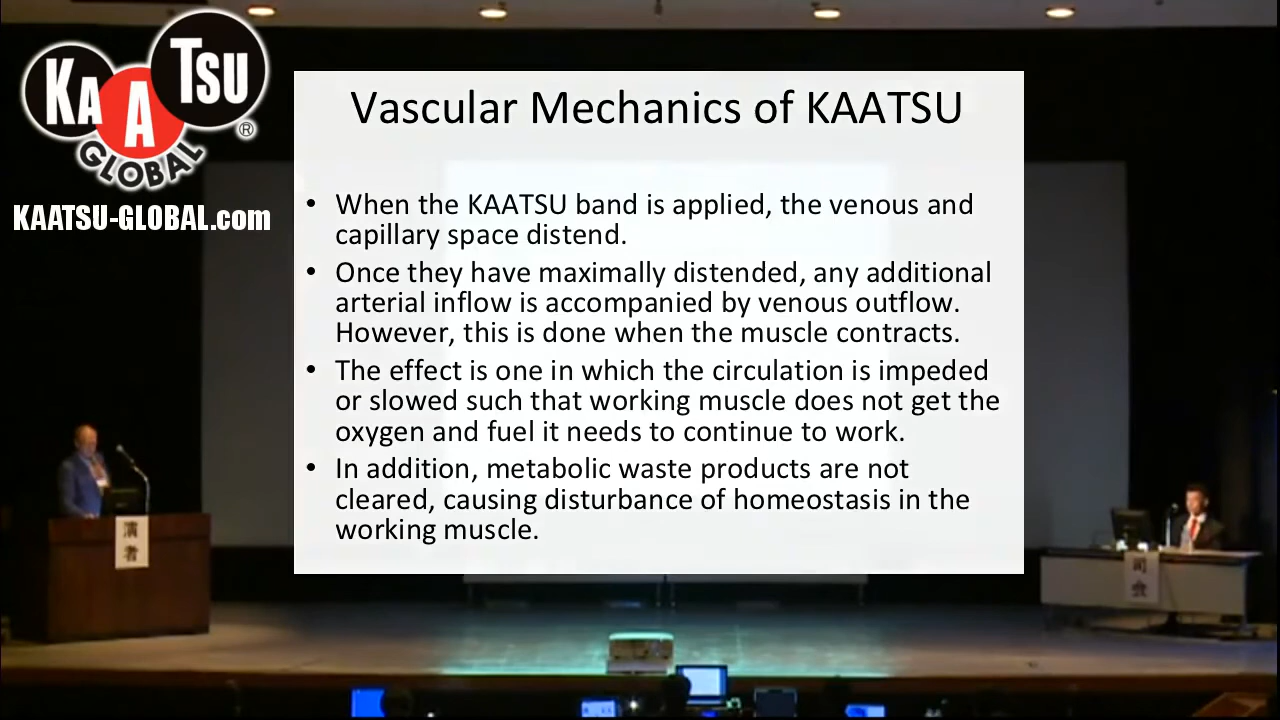 KAATSU
®
GLOBAL
KAATSU-GLOBAL.com
Vascular Mechanics of KAATSU
• When the KAATSU band is applied, the venous and
capillary space distend.
• Once they have maximally distended, any additional
arterial inflow is accompanied by venous outflow.
However, this is done when the muscle contracts.
• The effect is one in which the circulation is impeded
or slowed such that working muscle does not get the
oxygen and fuel it needs to continue to work.
• In addition, metabolic waste products are not
cleared, causing disturbance of homeostasis in the
working muscle.
演者
司会